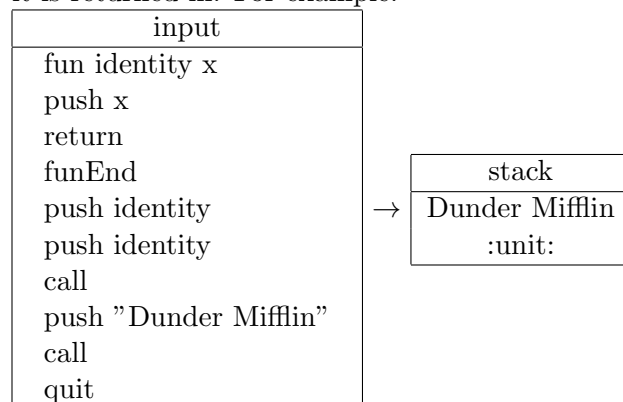 it is returned in. For example:
input
fun identity x
push x
return
funEnd
push identity
push identity
call
push ”Dunder Mifflin”
call
quit
→
stack
Dunder Mifflin
:unit: